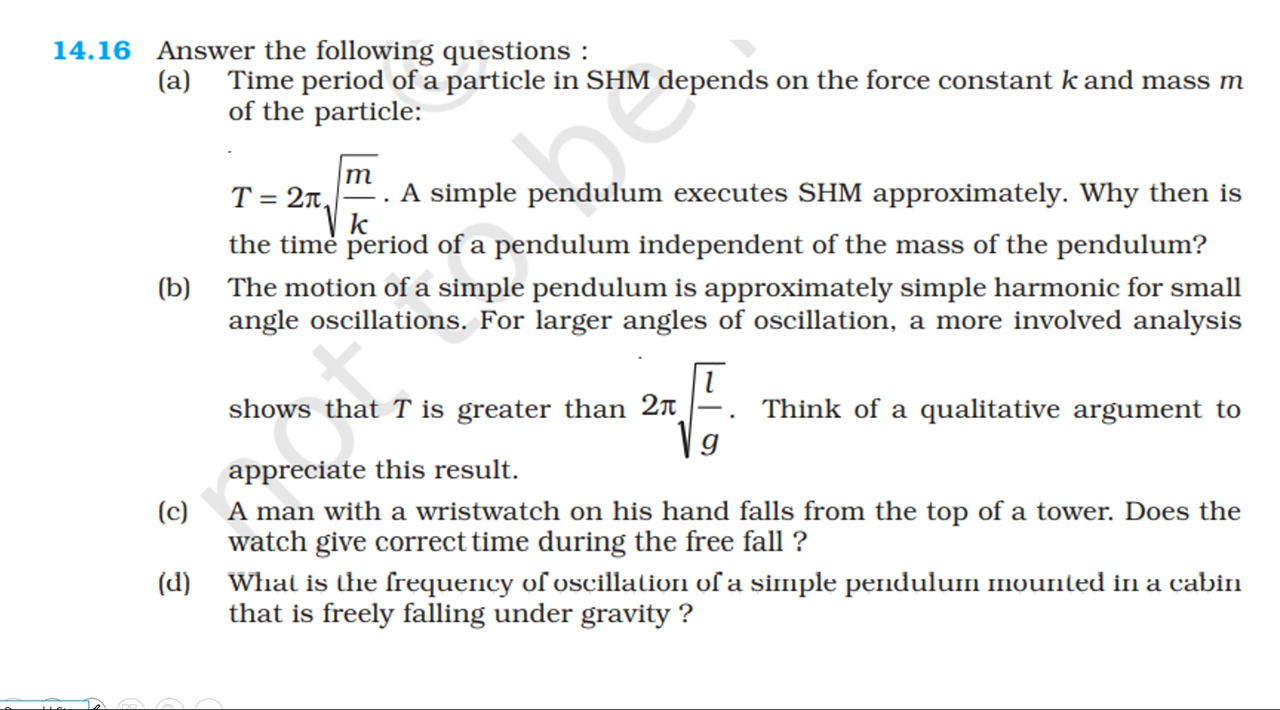 14.16 Answer the following questions :
(a) Time period of a particle in SHM depends on the force constant k and mass m
of the particle:
T = 2π√(m/k) . A simple pendulum executes SHM approximately. Why then is
the time period of a pendulum independent of the mass of the pendulum?
(b) The motion of a simple pendulum is approximately simple harmonic for small
angle oscillations. For larger angles of oscillation, a more involved analysis
shows that T is greater than 2π√(l/g) . Think of a qualitative argument to
appreciate this result.
(c) A man with a wristwatch on his hand falls from the top of a tower. Does the
watch give correct time during the free fall ?
(d) What is the frequency of oscillation of a simple pendulum mounted in a cabin
that is freely falling under gravity ?
©
not to be